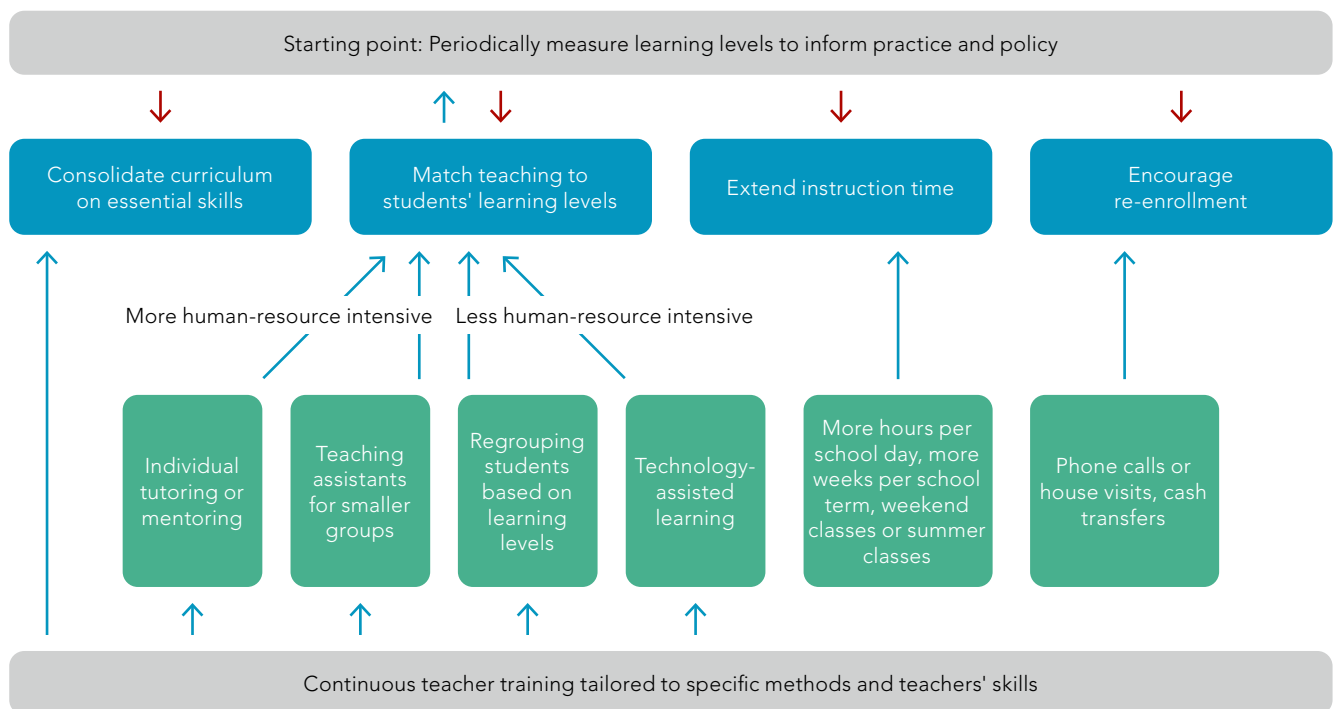 Starting point: Periodically measure learning levels to inform practice and policy
Consolidate curriculum
on essential skills
Match teaching to
students' learning levels
Extend instruction time
Encourage
re-enrollment
More human-resource intensive
Less human-resource intensive
Individual
tutoring or
mentoring
Teaching
assistants
for smaller
groups
Regrouping
students
based on
learning
levels
Technology-
assisted
learning
More hours per
school day, more
weeks per school
term, weekend
classes or summer
classes
Phone calls or
house visits, cash
transfers
Continuous teacher training tailored to specific methods and teachers' skills